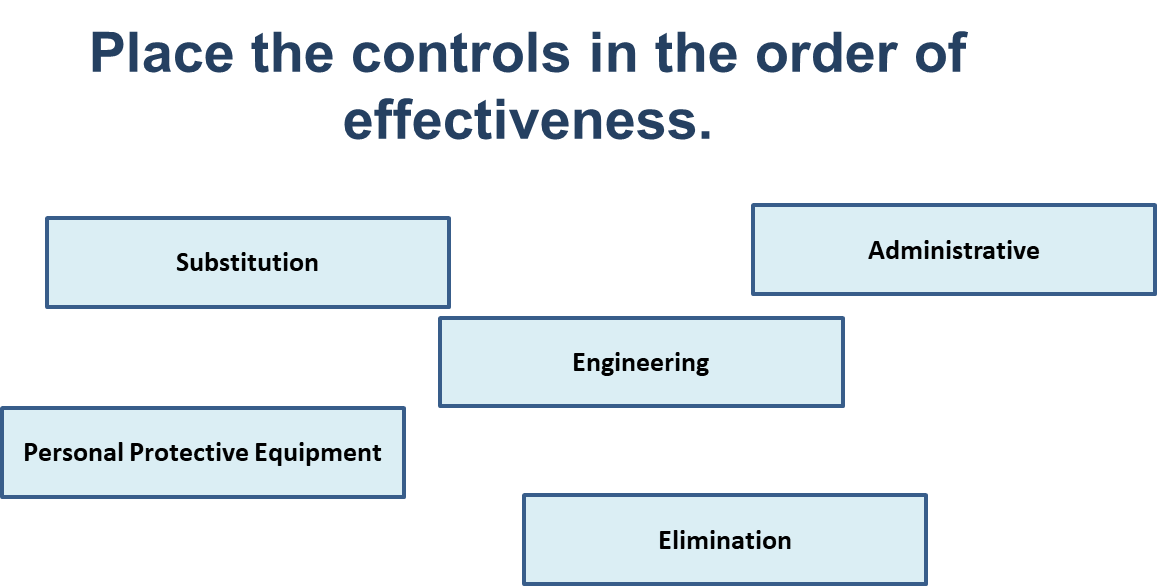 Place the controls in the order of
effectiveness.
Substitution
Administrative
Engineering
Personal Protective Equipment
Elimination